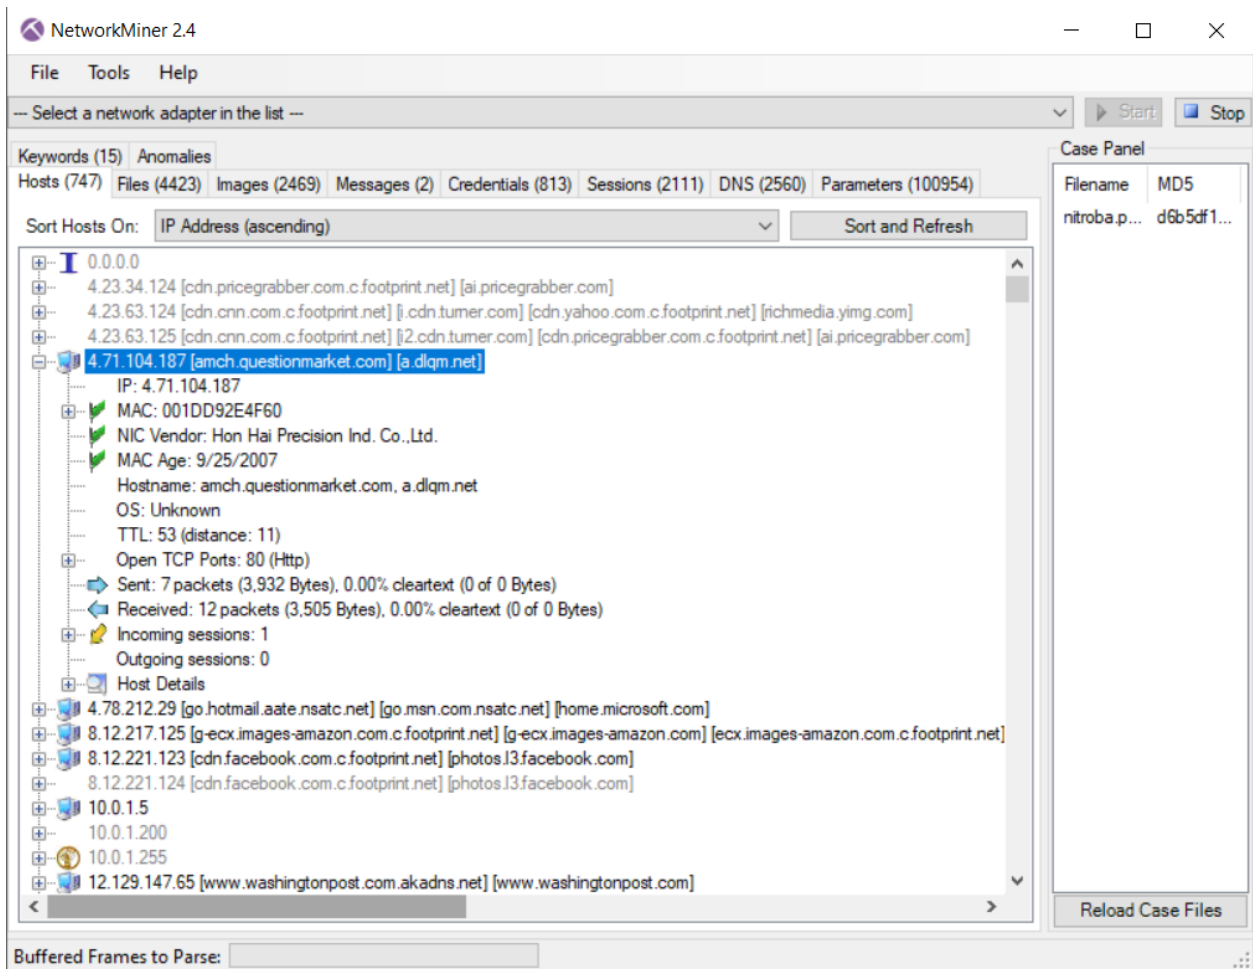 NetworkMiner 2.4
File Tools Help
--- Select a network adapter in the list ---
Start
Stop
Keywords (15) Anomalies
Hosts (747) Files (4423) Images (2469) Messages (2) Credentials (813) Sessions (2111) DNS (2560) Parameters (100954)
Sort Hosts On: IP Address (ascending) Sort and Refresh
0.0.0.0
4.23.34.124 [cdn.pricegrabber.com.c.footprint.net] [ai.pricegrabber.com]
4.23.63.124 [cdn.cnn.com.c.footprint.net] [i.cdn.turner.com] [cdn.yahoo.com.c.footprint.net] [richmedia.yimg.com]
4.23.63.125 [cdn.cnn.com.c.footprint.net] [i2.cdn.turner.com] [cdn.pricegrabber.com.c.footprint.net] [ai.pricegrabber.com]
4.71.104.187 [amch.questionmarket.com] [a.dlqm.net]
IP: 4.71.104.187
MAC: 001DD92E4F60
NIC Vendor: Hon Hai Precision Ind. Co.,Ltd.
MAC Age: 9/25/2007
Hostname: amch.questionmarket.com, a.dlqm.net
OS: Unknown
TTL: 53 (distance: 11)
Open TCP Ports: 80 (Http)
Sent: 7 packets (3,932 Bytes), 0.00% cleartext (0 of 0 Bytes)
Received: 12 packets (3,505 Bytes), 0.00% cleartext (0 of 0 Bytes)
Incoming sessions: 1
Outgoing sessions: 0
Host Details
4.78.212.29 [go.hotmail.aate.nsatc.net] [go.msn.com.nsatc.net] [home.microsoft.com]
8.12.217.125 [g-ecx.images-amazon.com.c.footprint.net] [g-ecx.images-amazon.com] [ecx.images-amazon.com.c.footprint.net]
8.12.221.123 [cdn.facebook.com.c.footprint.net] [photos.l3.facebook.com]
8.12.221.124 [cdn.facebook.com.c.footprint.net] [photos.l3.facebook.com]
10.0.1.5
10.0.1.200
10.0.1.255
12.129.147.65 [www.washingtonpost.com.akadns.net] [www.washingtonpost.com]
Case Panel
Filename MD5
nitroba.p... d6b5df1...
Reload Case Files
Buffered Frames to Parse: